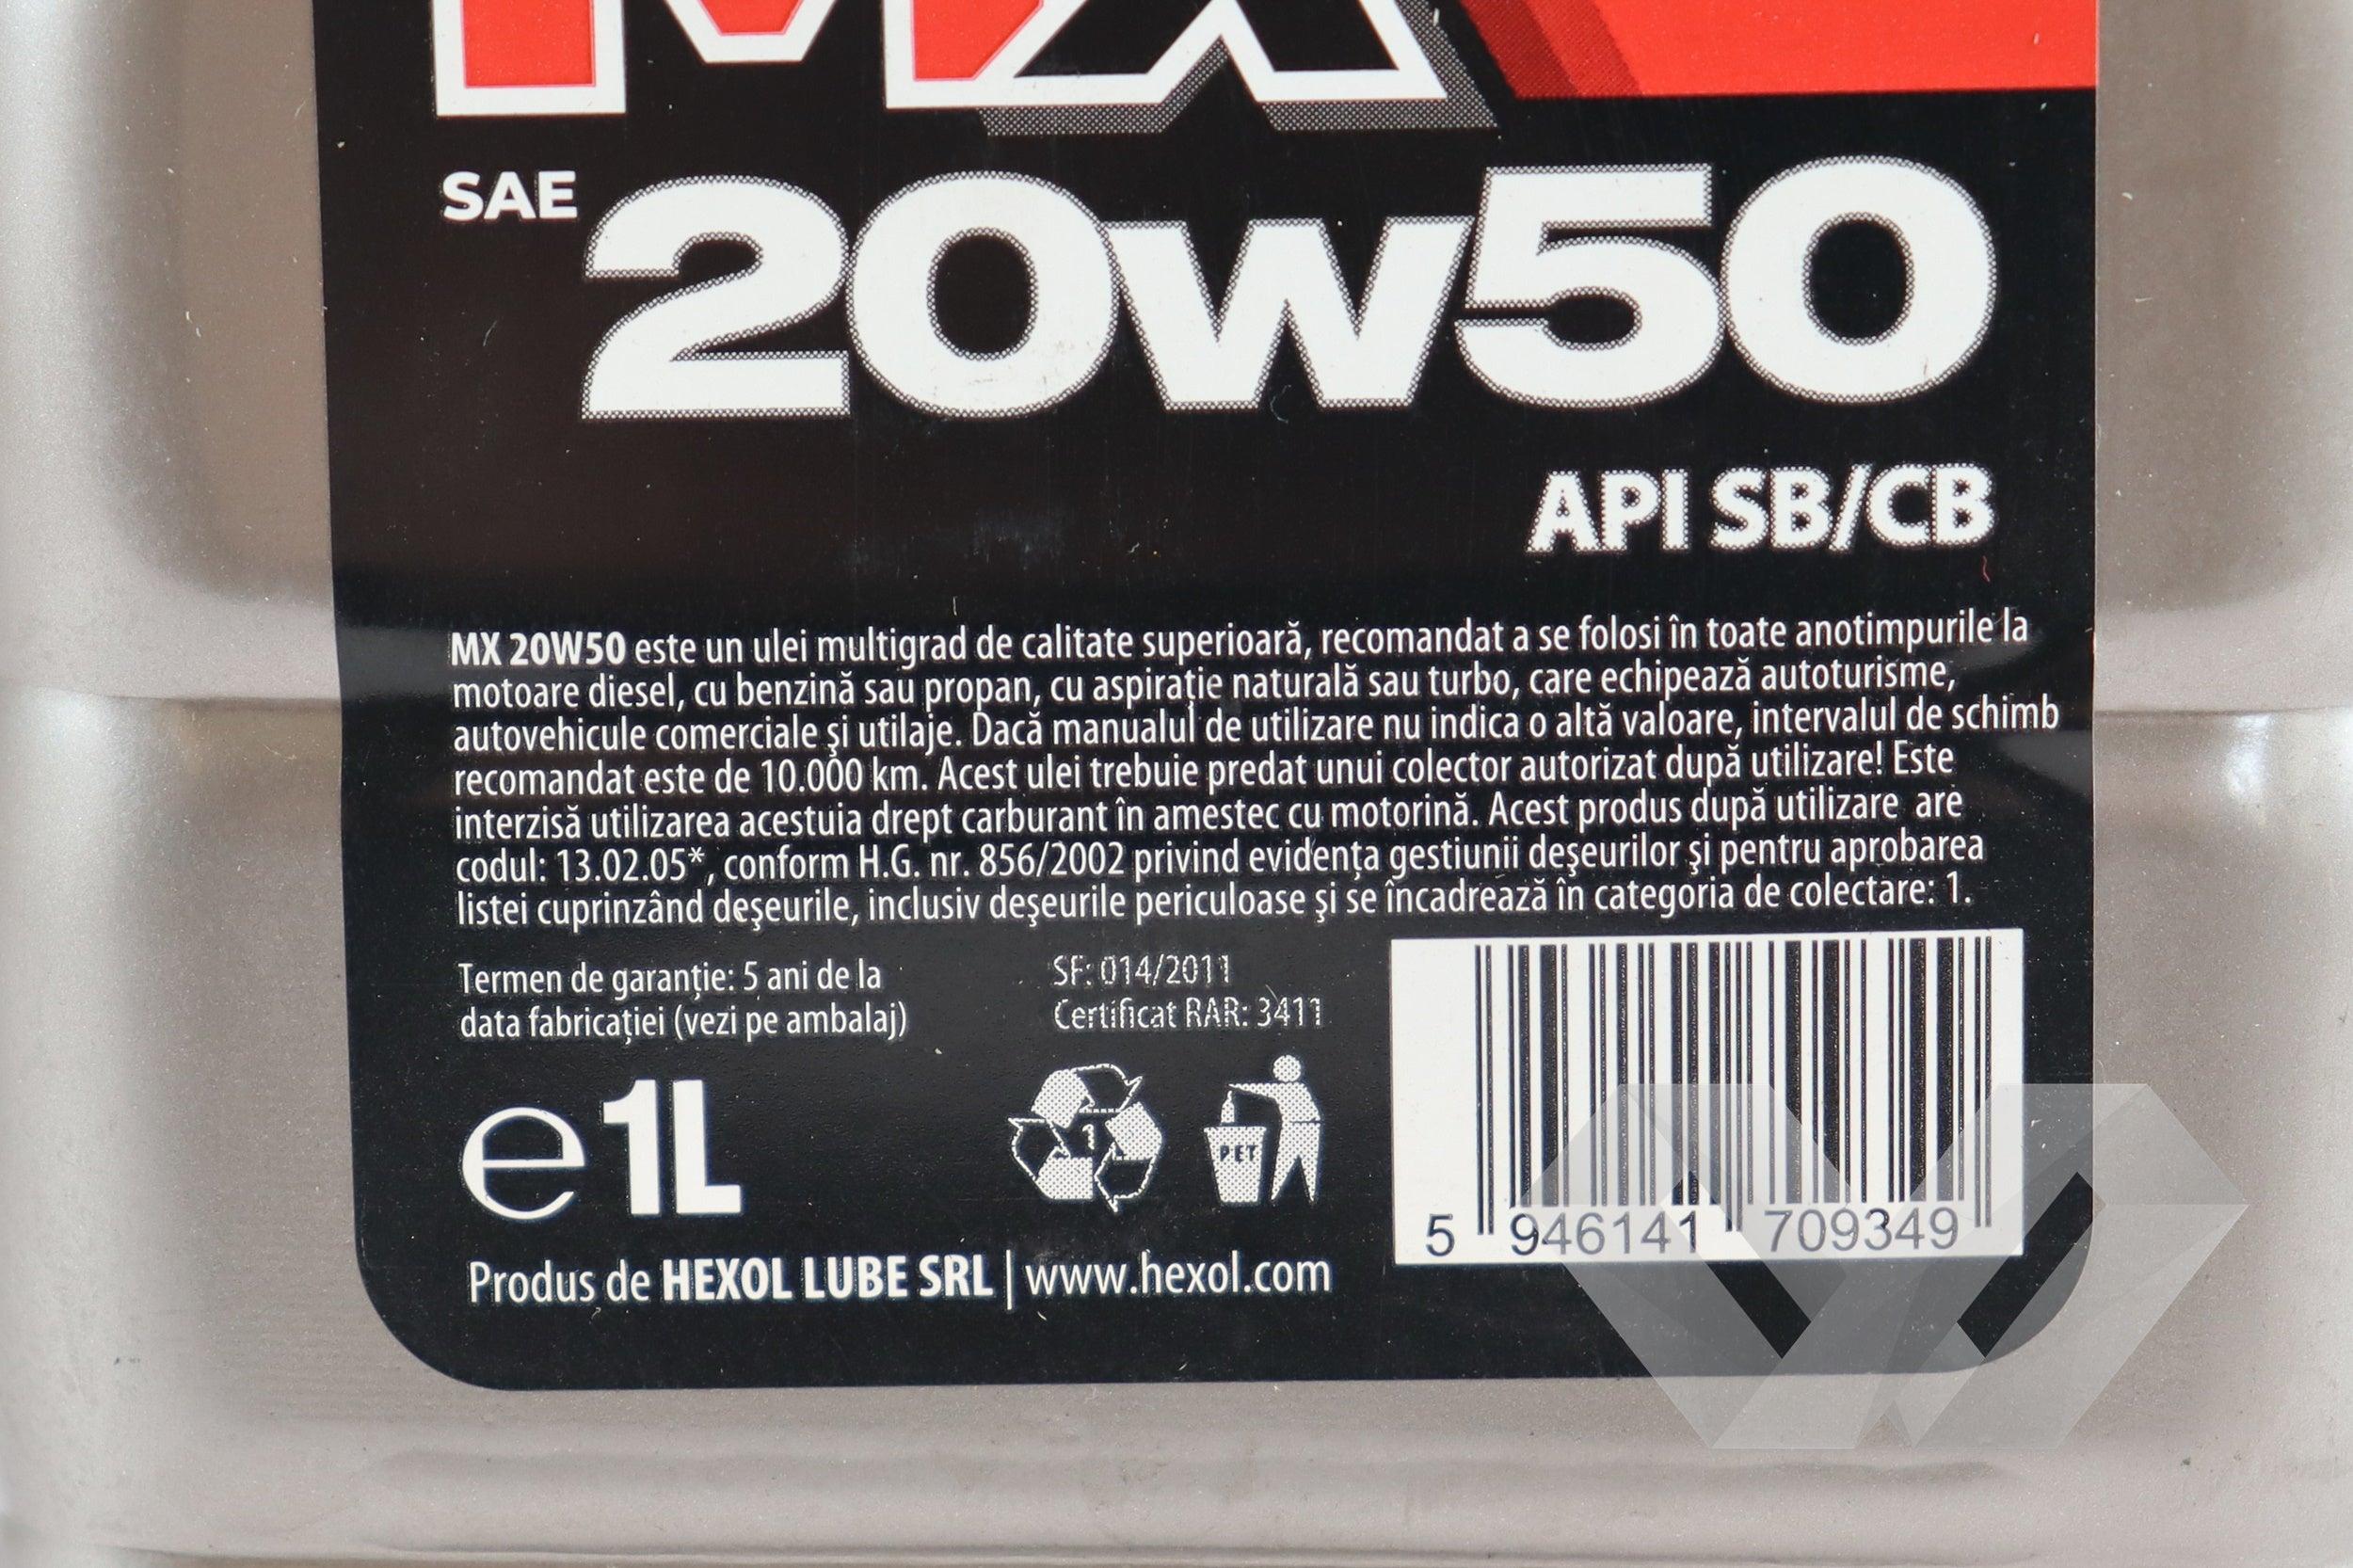 MX
SAE 20W50
API SB/CB
MX 20W50 este un ulei multigrad de calitate superioară, recomandat a se folosi în toate anotimpurile la
motoare diesel, cu benzină sau propan, cu aspiraţie naturală sau turbo, care echipează autoturisme,
autovehicule comerciale şi utilaje. Dacă manualul de utilizare nu indica o altă valoare, intervalul de schimb
recomandat este de 10.000 km. Acest ulei trebuie predat unui colector autorizat după utilizare! Este
interzisă utilizarea acestuia drept carburant în amestec cu motorină. Acest produs după utilizare are
codul: 13.02.05*, conform H.G. nr. 856/2002 privind evidenţa gestiunii deşeurilor şi pentru aprobarea
listei cuprinzând deşeurile, inclusiv deşeurile periculoase şi se încadrează în categoria de colectare: 1.
Termen de garanţie: 5 ani de la
data fabricaţiei (vezi pe ambalaj)
SF: 014/2011
Certificat RAR: 3411
e 1L
1
PET
5 946141 709349
Produs de HEXOL LUBE SRL | www.hexol.com